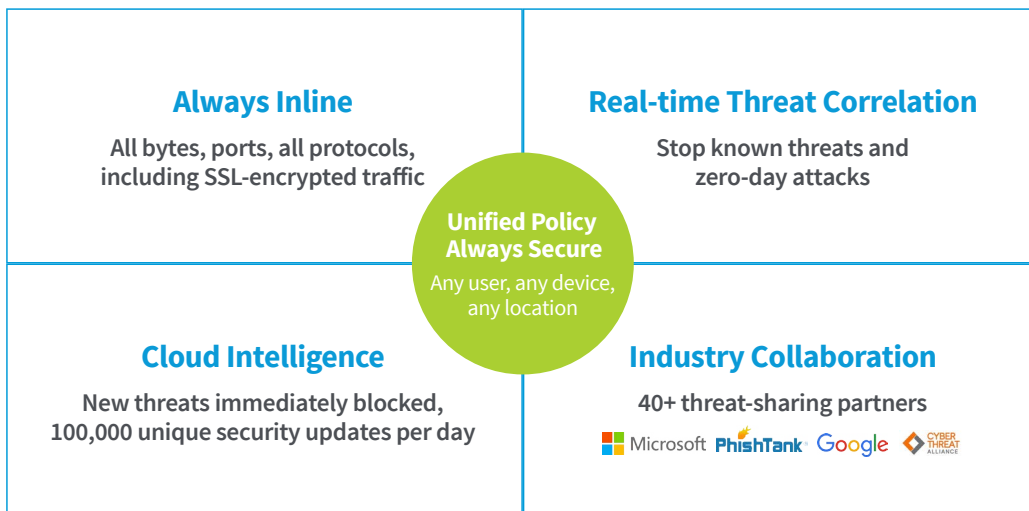 Always Inline
All bytes, ports, all protocols,
including SSL-encrypted traffic
Real-time Threat Correlation
Stop known threats and
zero-day attacks
Unified Policy
Always Secure
Any user, any device,
any location
Cloud Intelligence
New threats immediately blocked,
100,000 unique security updates per day
Industry Collaboration
40+ threat-sharing partners
Microsoft PhishTank Google CYBER
THREAT
ALLIANCE